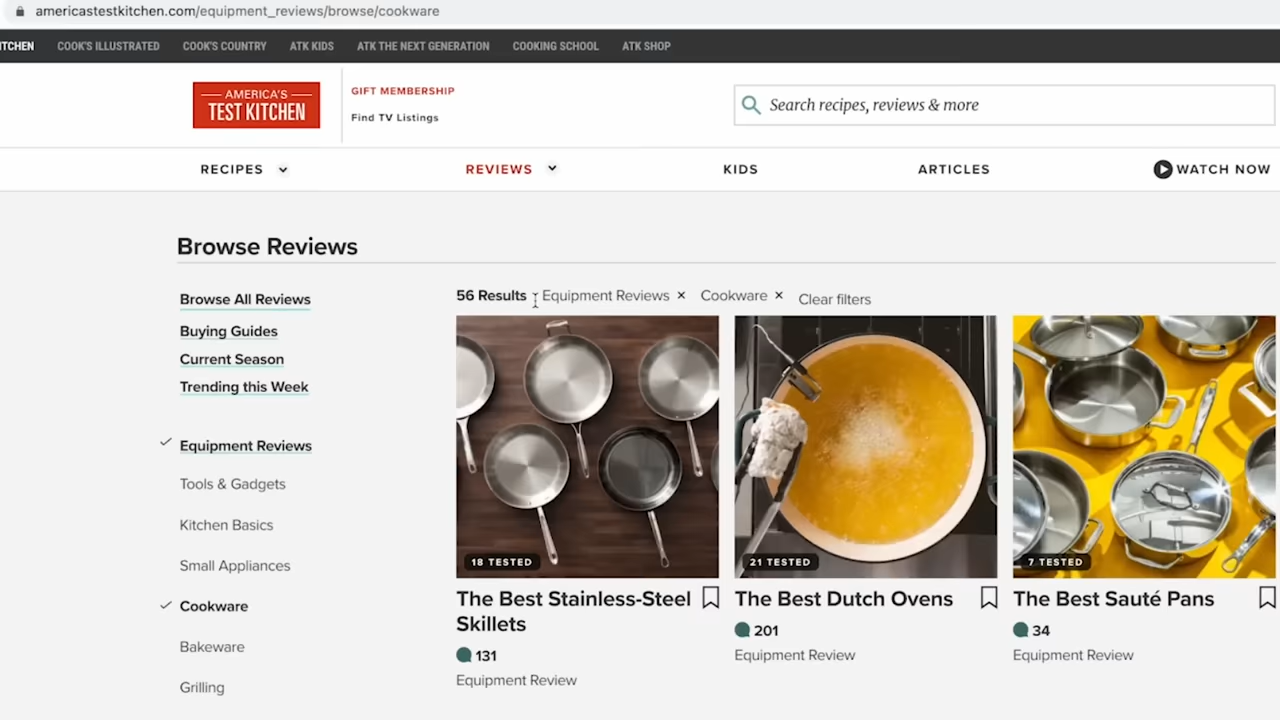 americastestkitchen.com/equipment_reviews/browse/cookware
ITCHEN COOK'S ILLUSTRATED COOK'S COUNTRY ATK KIDS ATK THE NEXT GENERATION COOKING SCHOOL ATK SHOP
AMERICA'S
TEST KITCHEN
GIFT MEMBERSHIP
Find TV Listings
Search recipes, reviews & more
RECIPES REVIEWS KIDS ARTICLES WATCH NOW
Browse Reviews
Browse All Reviews
Buying Guides
Current Season
Trending this Week
Equipment Reviews
Tools & Gadgets
Kitchen Basics
Small Appliances
Cookware
Bakeware
Grilling
56 Results Equipment Reviews × Cookware × Clear filters
18 TESTED
The Best Stainless-Steel
Skillets
131
Equipment Review
21 TESTED
The Best Dutch Ovens
201
Equipment Review
7 TESTED
The Best Sauté Pans
34
Equipment Review